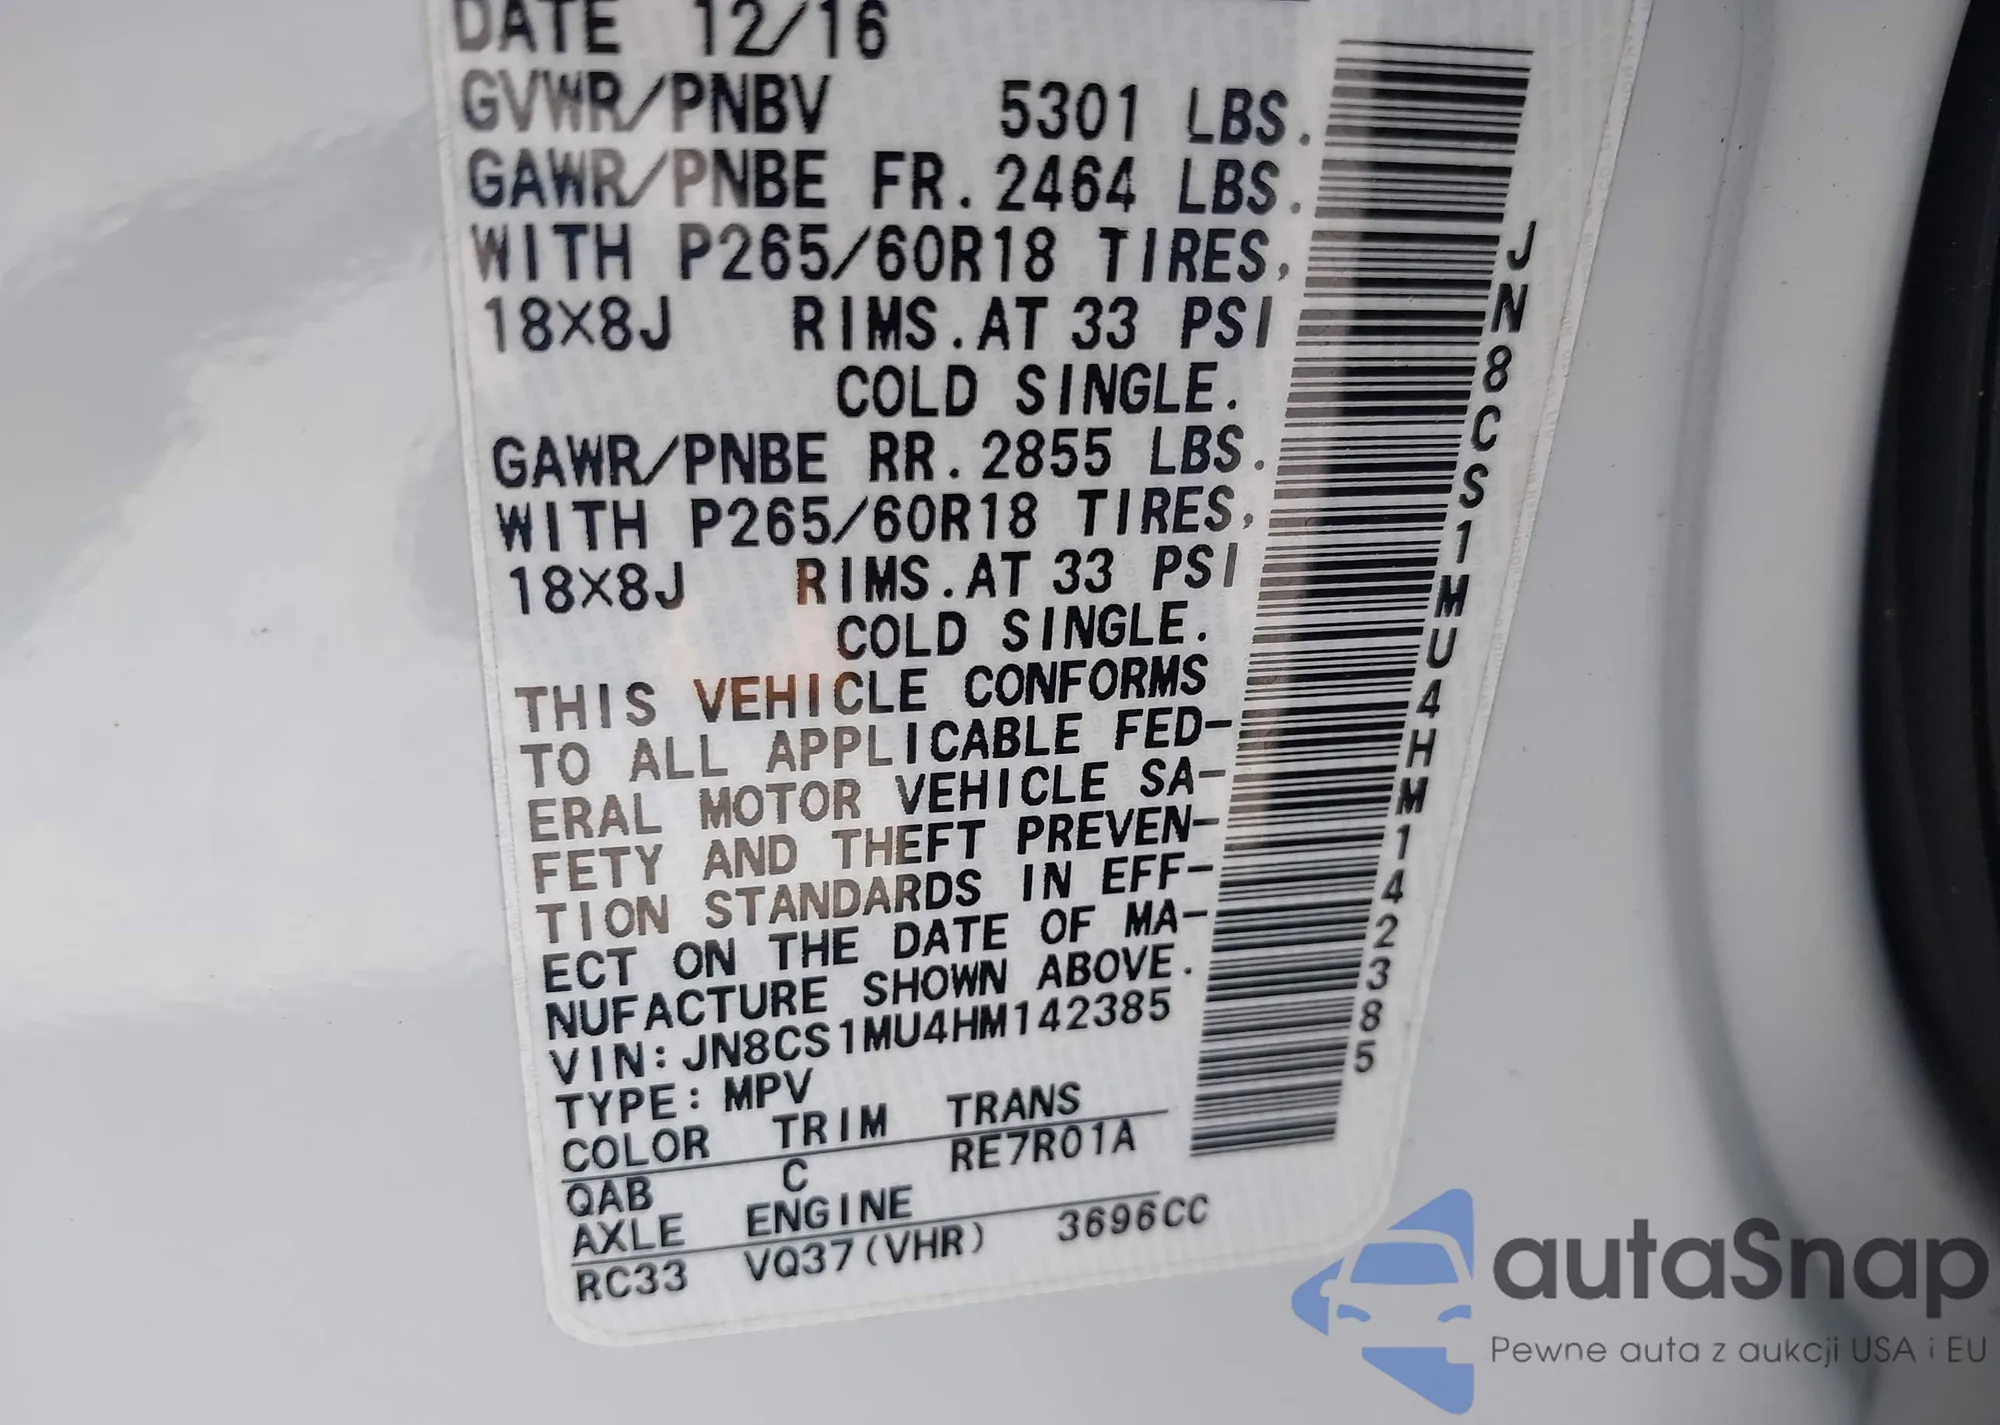 DATE 12/16
GVWR/PNBV 5301 LBS.
GAWR/PNBE FR. 2464 LBS.
WITH P265/60R18 TIRES,
18X8J RIMS. AT 33 PSI
COLD SINGLE.
GAWR/PNBE RR. 2855 LBS.
WITH P265/60R18 TIRES,
18X8J RIMS. AT 33 PSI
COLD SINGLE.
THIS VEHICLE CONFORMS
TO ALL APPLICABLE FED-
ERAL MOTOR VEHICLE SA-
FETY AND THEFT PREVEN-
TION STANDARDS IN EFF-
ECT ON THE DATE OF MA-
NUFACTURE SHOWN ABOVE.
VIN: JN8CS1MU4HM142385
TYPE: MPV
COLOR TRIM TRANS
QAB C RE7R01A
AXLE ENGINE
RC33 VQ37(VHR) 3696CC
JN8CS1MU4HM142385
autaSnap
Pewne auta z aukcji USA i EU